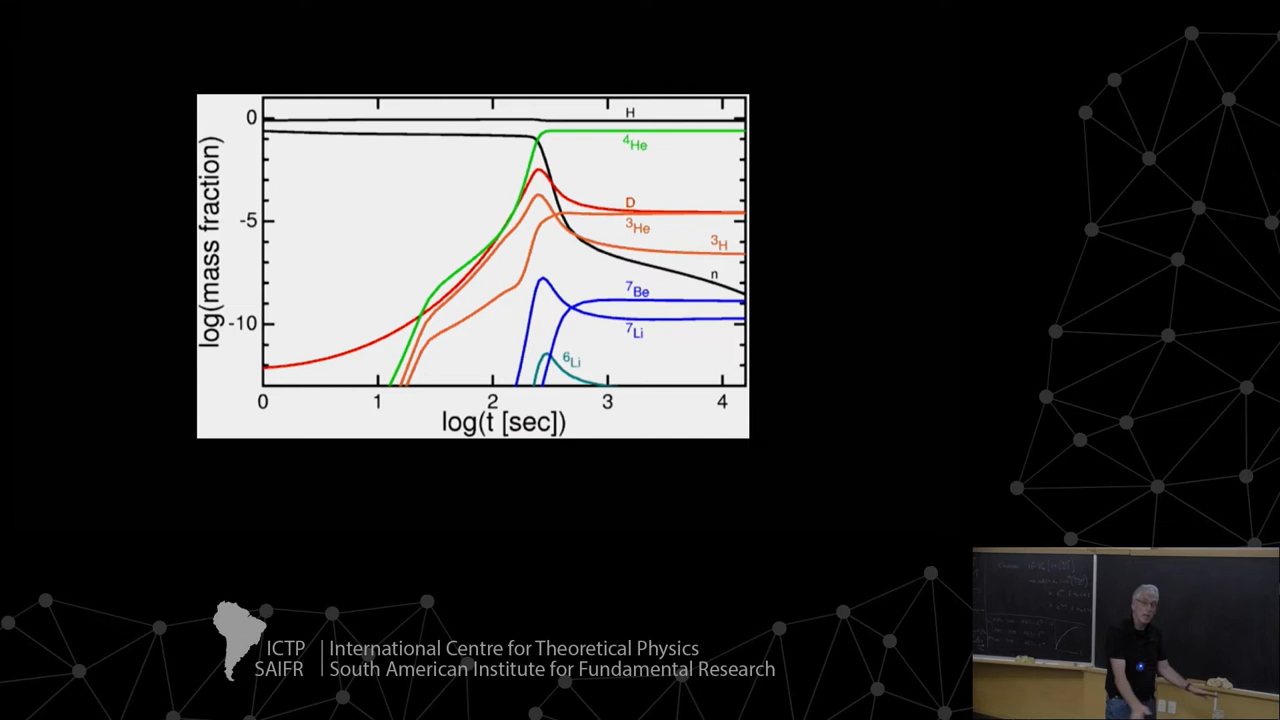 0
-5
-10
log(mass fraction)
H
⁴He
D
³He
³H
n
⁷Be
⁷Li
⁶Li
0 1 2 3 4
log(t [sec])
ICTP
SAIFR
International Centre for Theoretical Physics
South American Institute for Fundamental Research